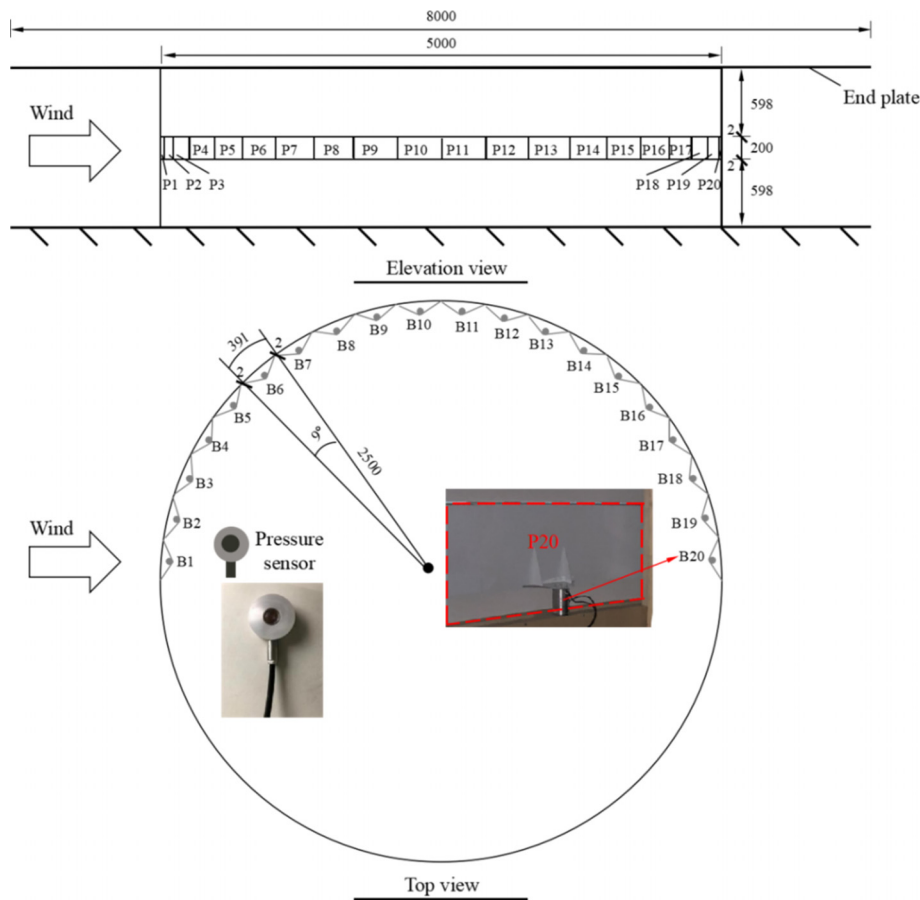 8000
5000
Wind
End plate
598
2
200
2
598
P4 P5 P6 P7 P8 P9 P10 P11 P12 P13 P14 P15 P16 P17
P1 P2 P3
P18 P19 P20
Elevation view
391
2
2
9°
2500
B1
B2
B3
B4
B5
B6
B7
B8
B9
B10
B11
B12
B13
B14
B15
B16
B17
B18
B19
B20
Wind
Pressure
sensor
P20
Top view